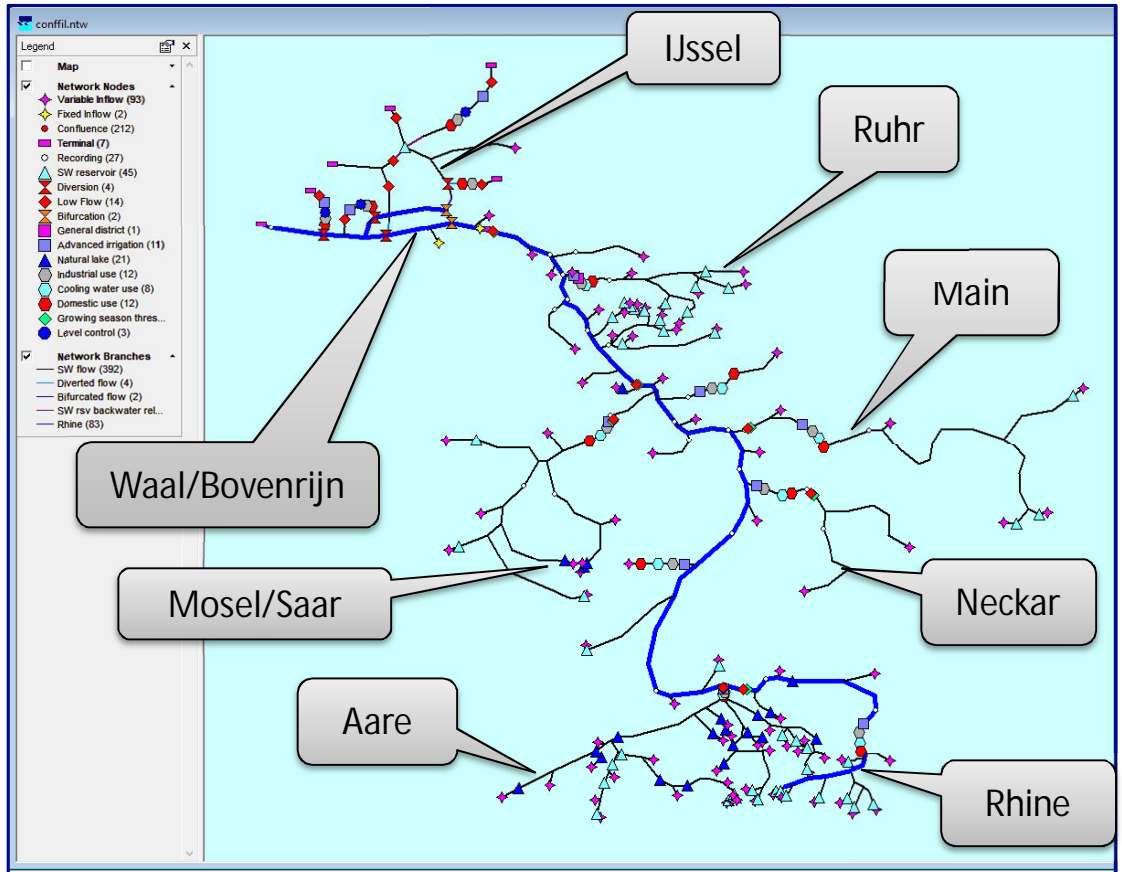 conffil.ntw
Legend
Map
Network Nodes
Variable Inflow (93)
Fixed Inflow (2)
Confluence (212)
Terminal (7)
Recording (27)
SW reservoir (45)
Diversion (4)
Low Flow (14)
Bifurcation (2)
General district (1)
Advanced irrigation (11)
Natural lake (21)
Industrial use (12)
Cooling water use (8)
Domestic use (12)
Growing season thres...
Level control (3)
Network Branches
SW flow (392)
Diverted flow (4)
Bifurcated flow (2)
SW rsv backwater rel...
Rhine (83)
IJssel
Ruhr
Main
Waal/Bovenrijn
Mosel/Saar
Neckar
Aare
Rhine